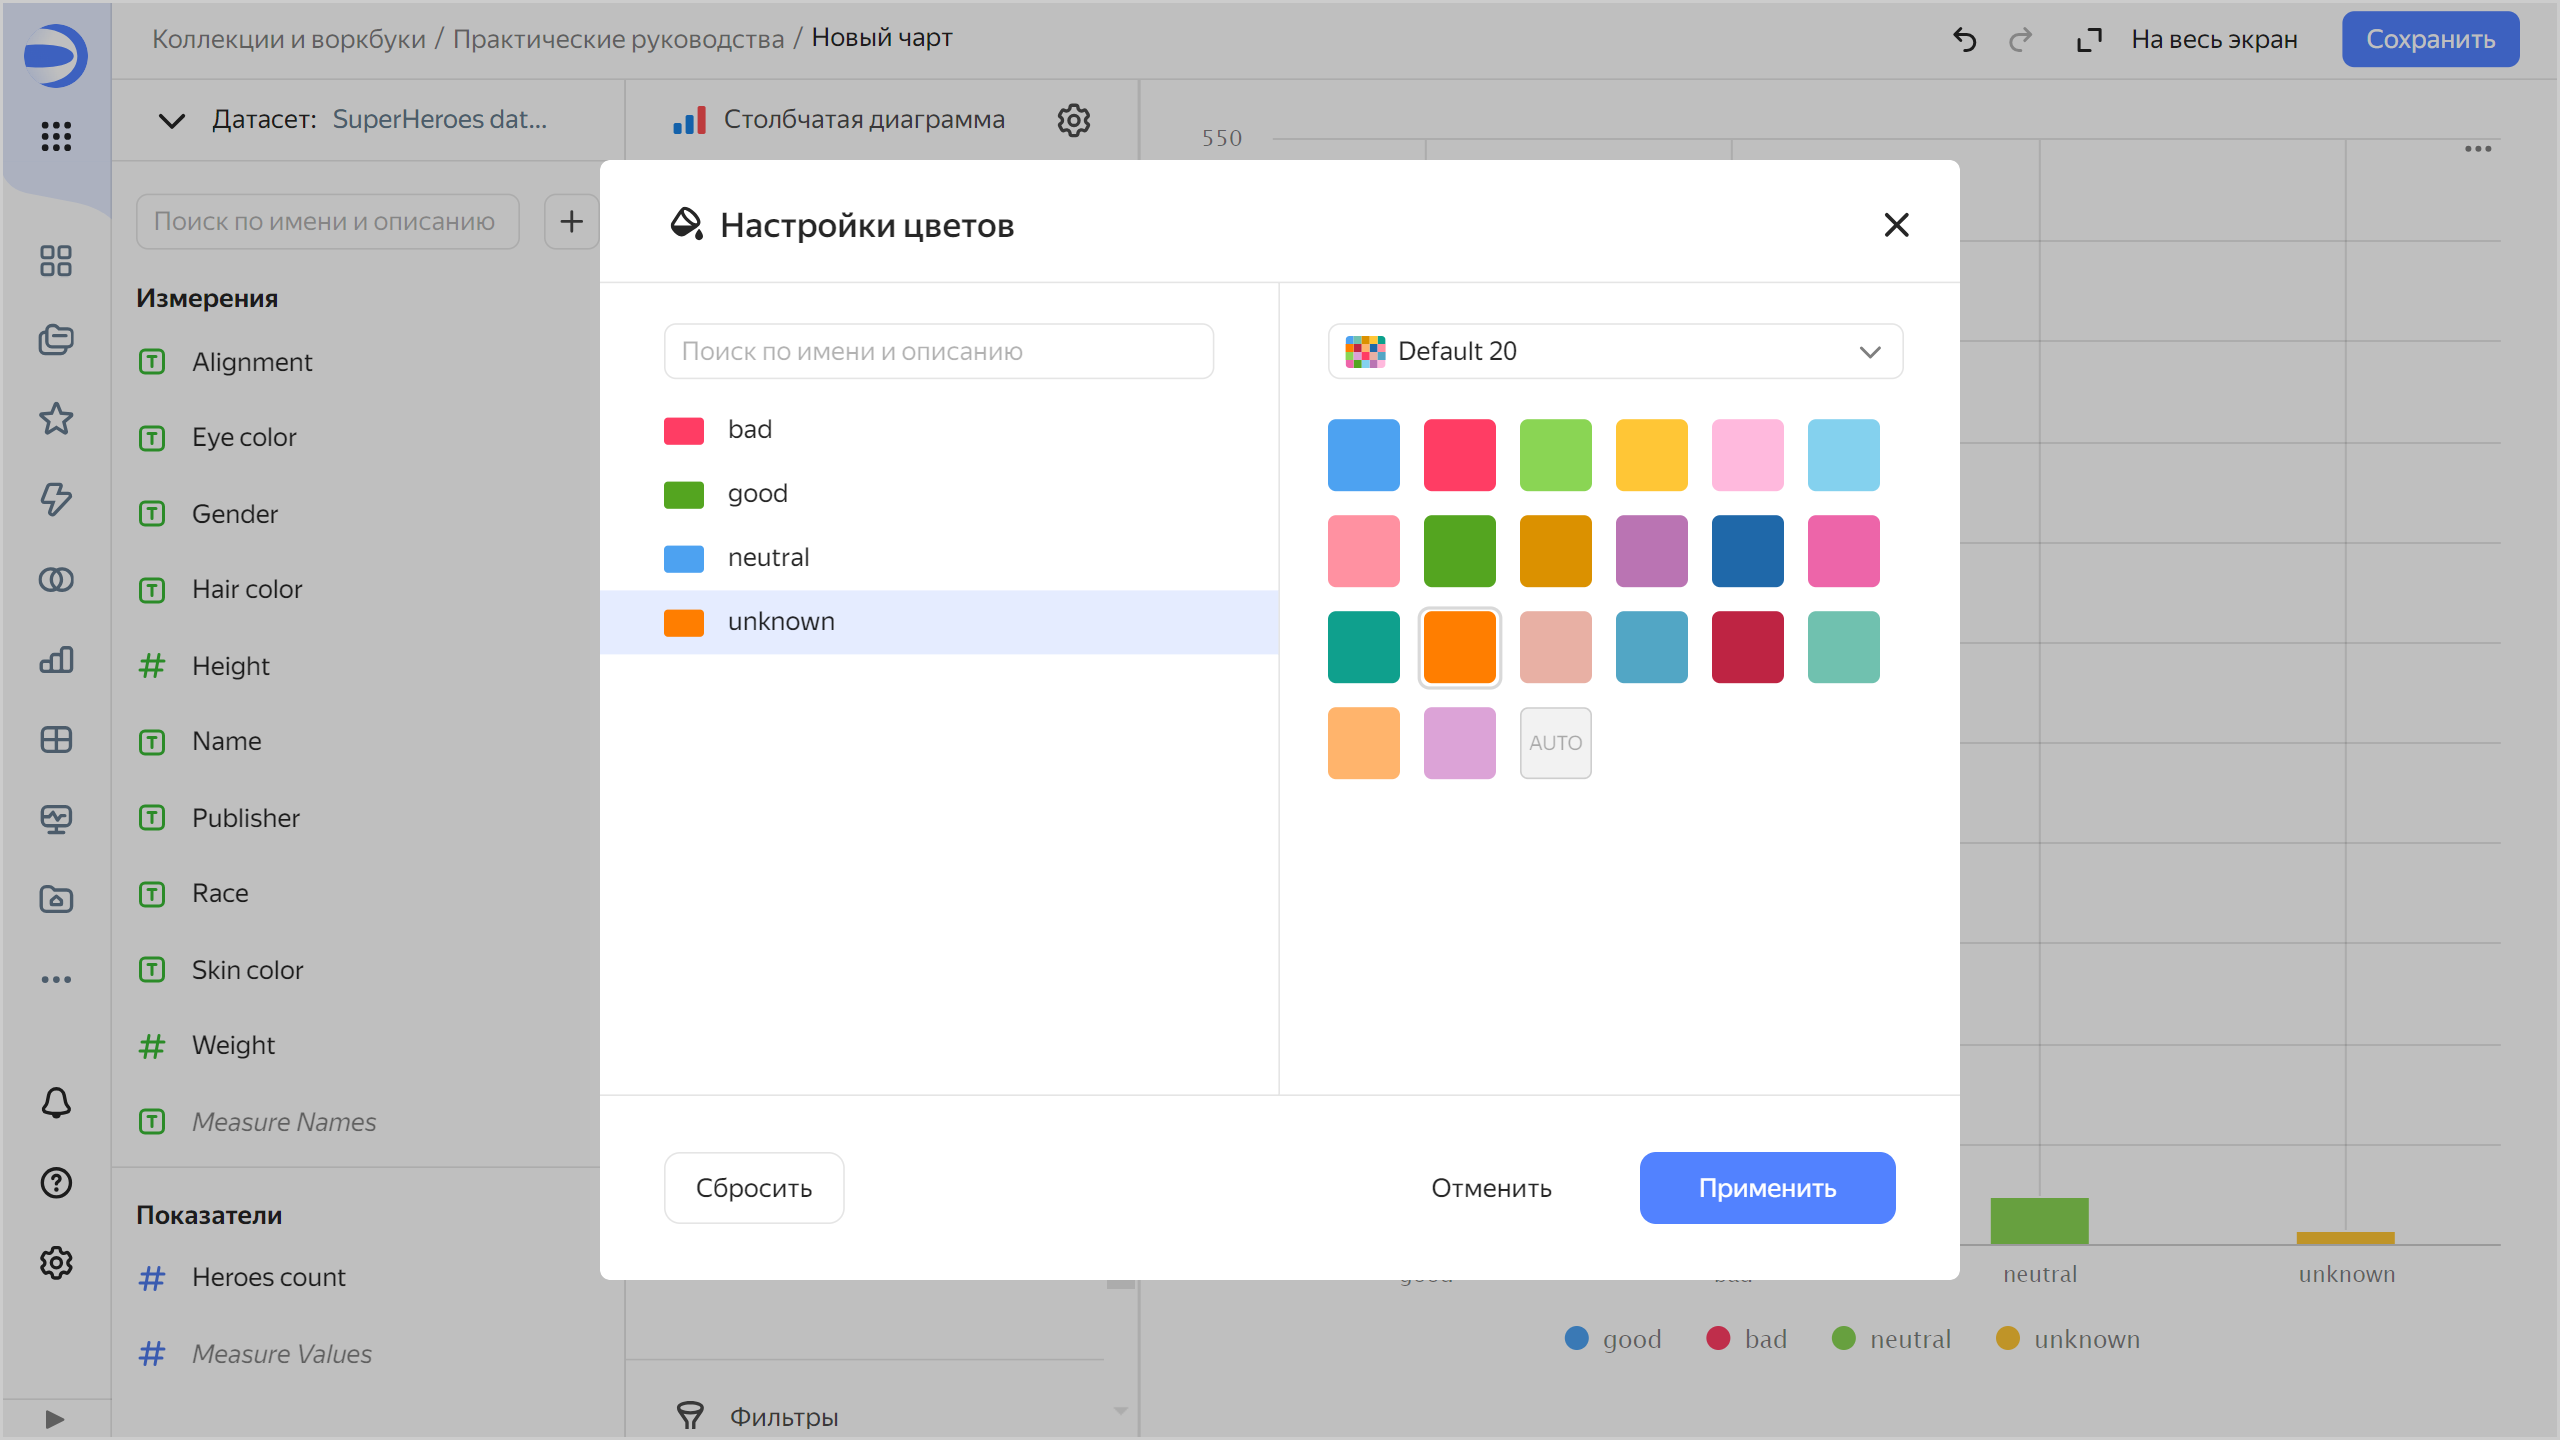 Коллекции и воркбуки / Практические руководства / Новый чарт
На весь экран
Сохранить
Датасет: SuperHeroes dat...
Столбчатая диаграмма
Поиск по имени и описанию
Измерения
Alignment
Eye color
Gender
Hair color
Height
Name
Publisher
Race
Skin color
Weight
Measure Names
Показатели
Heroes count
Measure Values
Настройки цветов
Поиск по имени и описанию
bad
good
neutral
unknown
Default 20
AUTO
Сбросить
Отменить
Применить
Фильтры
550
good
bad
neutral
unknown
good
bad
neutral
unknown